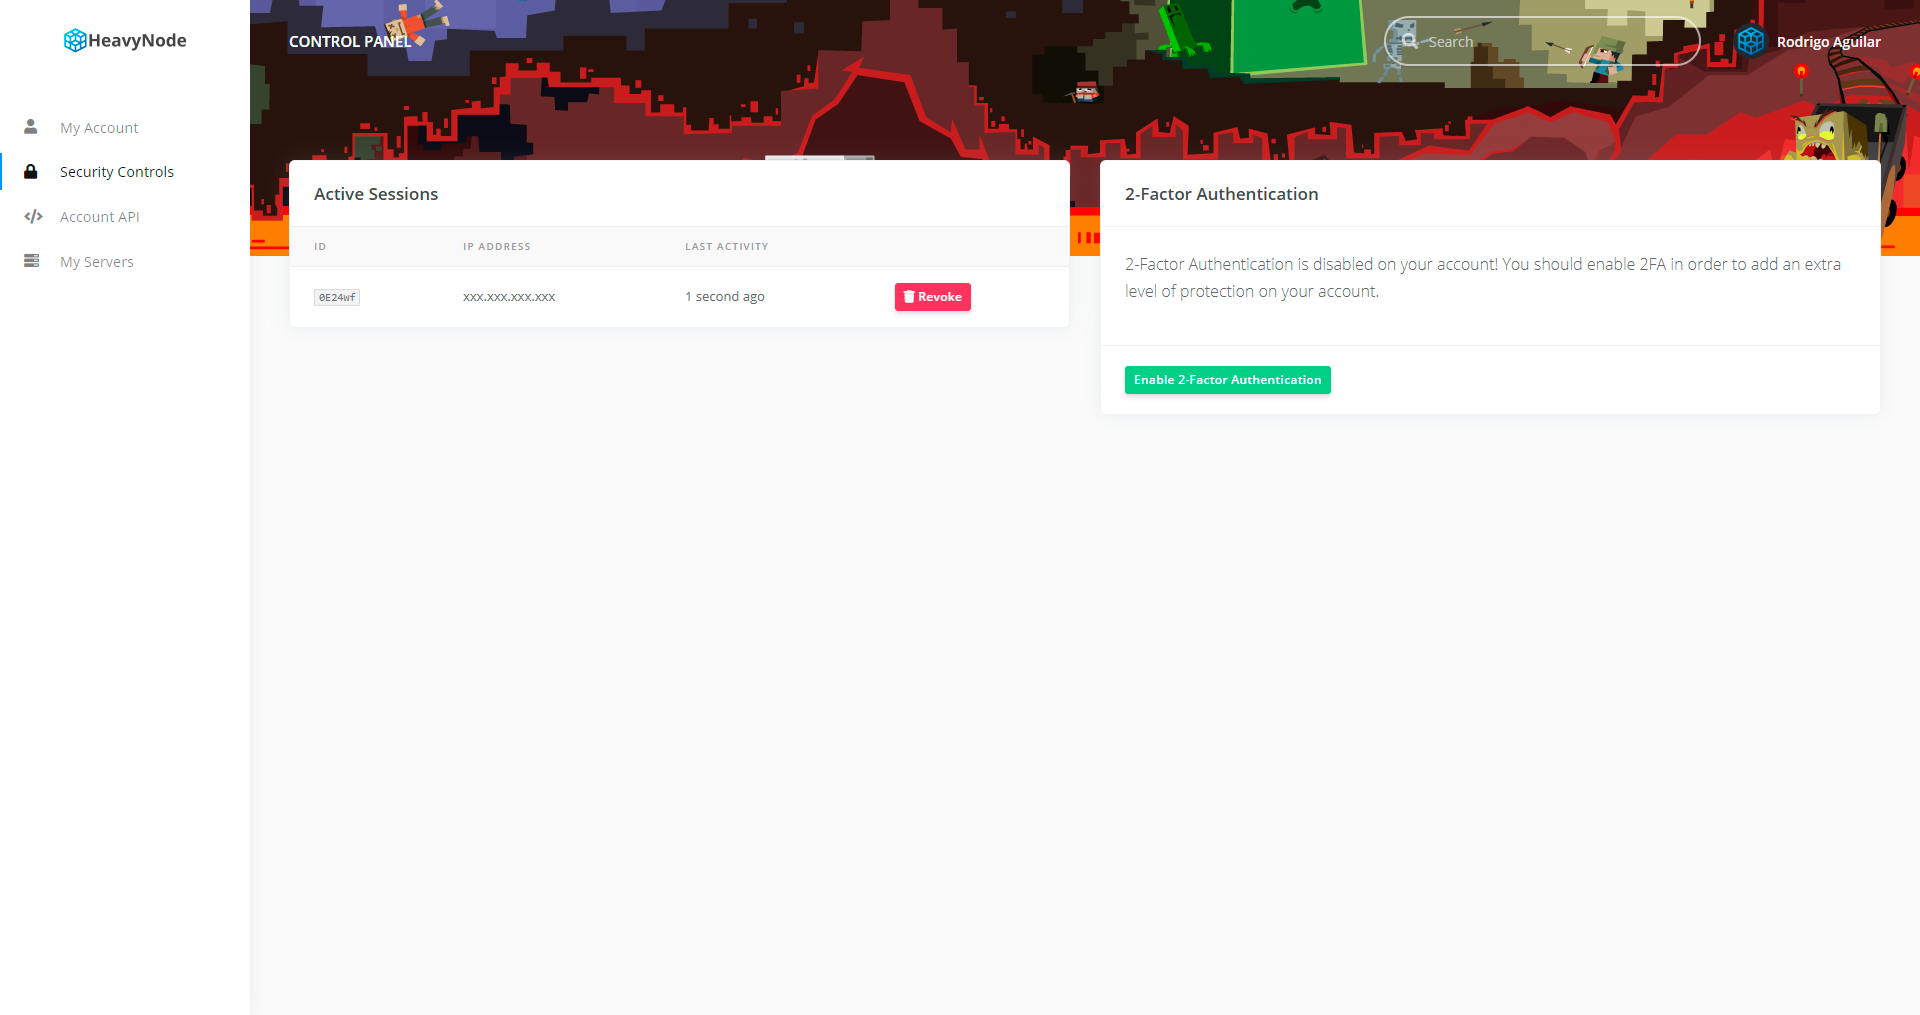 HeavyNode
CONTROL PANEL
Search
Rodrigo Aguilar
My Account
Security Controls
Account API
My Servers
Active Sessions
ID IP ADDRESS LAST ACTIVITY
0E24wf xxx.xxx.xxx.xxx 1 second ago Revoke
2-Factor Authentication
2-Factor Authentication is disabled on your account! You should enable 2FA in order to add an extra
level of protection on your account.
Enable 2-Factor Authentication